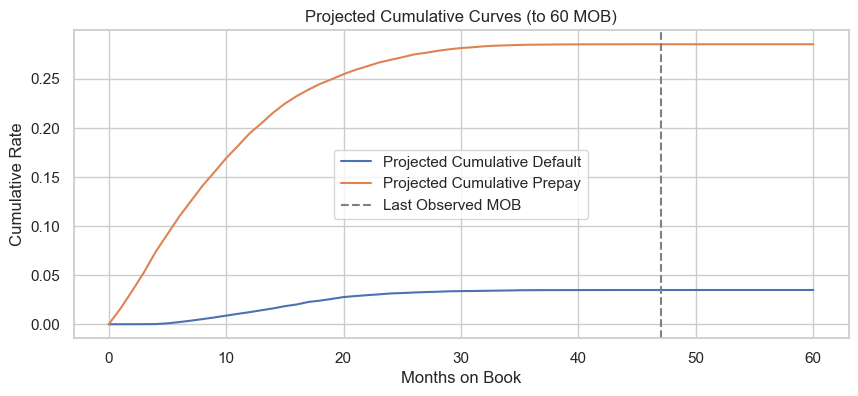 Projected Cumulative Curves (to 60 MOB)
Cumulative Rate
0.25
0.20
0.15
0.10
0.05
0.00
Projected Cumulative Default
Projected Cumulative Prepay
Last Observed MOB
0 10 20 30 40 50 60
Months on Book